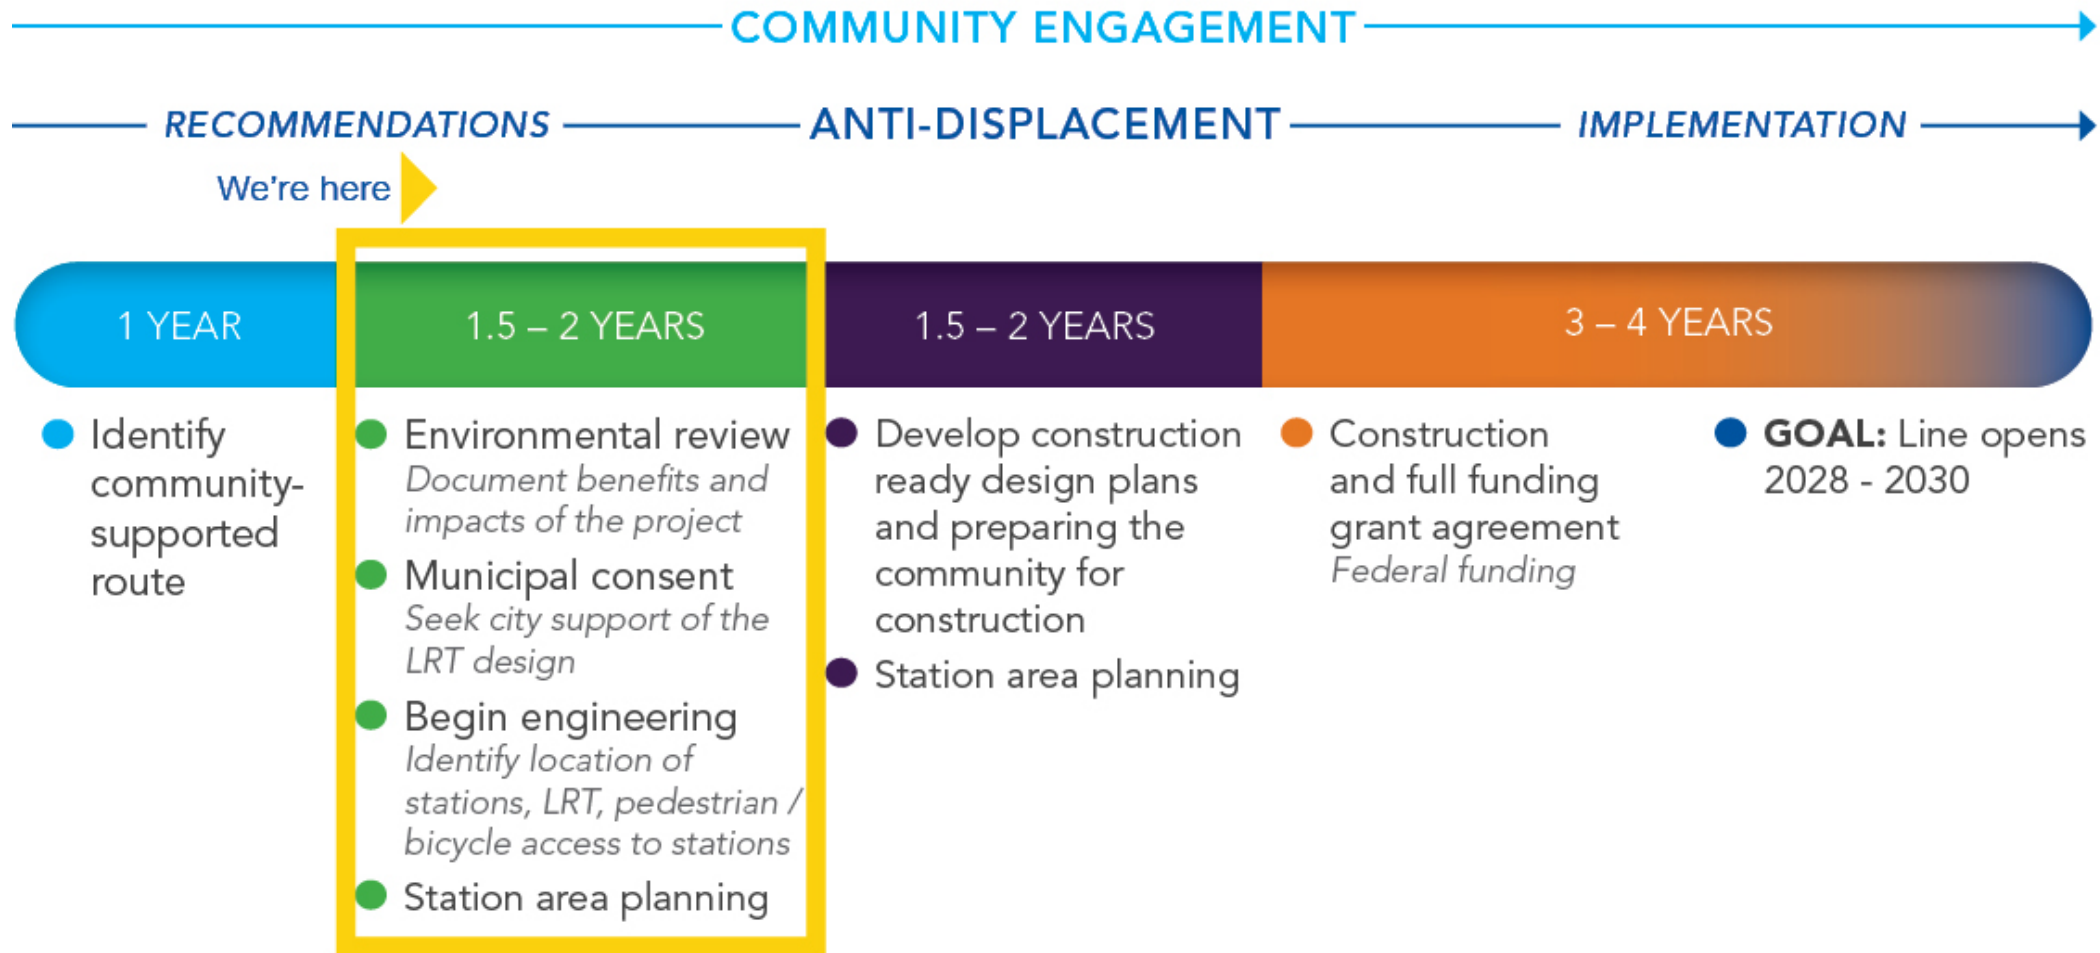 COMMUNITY ENGAGEMENT
RECOMMENDATIONS
ANTI-DISPLACEMENT
IMPLEMENTATION
We're here
1 YEAR
1.5 – 2 YEARS
1.5 – 2 YEARS
3 – 4 YEARS
Identify
community-
supported
route
Environmental review
Document benefits and
impacts of the project
Municipal consent
Seek city support of the
LRT design
Begin engineering
Identify location of
stations, LRT, pedestrian /
bicycle access to stations
Station area planning
Develop construction
ready design plans
and preparing the
community for
construction
Station area planning
Construction
and full funding
grant agreement
Federal funding
GOAL: Line opens
2028 - 2030